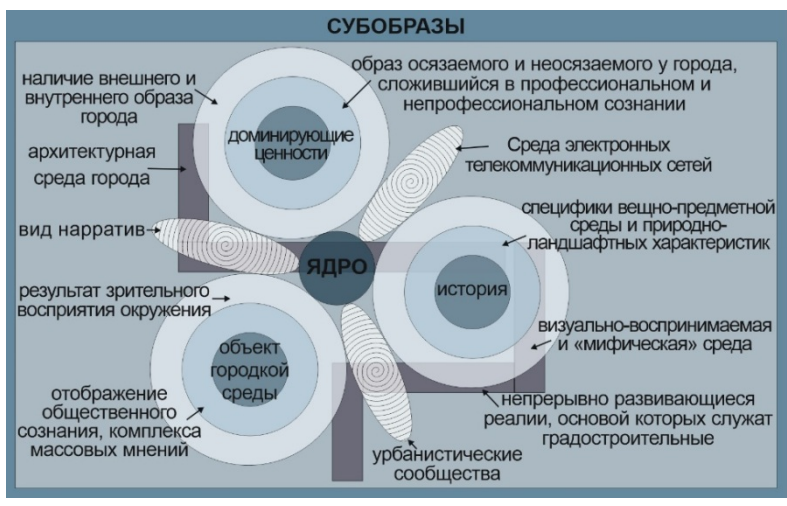 СУБОБРАЗЫ
наличие внешнего и
внутреннего образа
города
образ осязаемого и неосязаемого у города,
сложившийся в профессиональном и
непрофессиональном сознании
доминирующие
ценности
архитектурная
среда города
Среда электронных
телекоммуникационных сетей
вид нарратив
специфики вещно-предметной
среды и природно-
ландшафтных характеристик
ЯДРО
история
результат зрительного
восприятия окружения
визуально-воспринимаемая
и «мифическая» среда
объект
городкой
среды
отображение
общественного
сознания, комплекса
массовых мнений
непрерывно развивающиеся
реалии, основой которых служат
градостроительные
урбанистические
сообщества